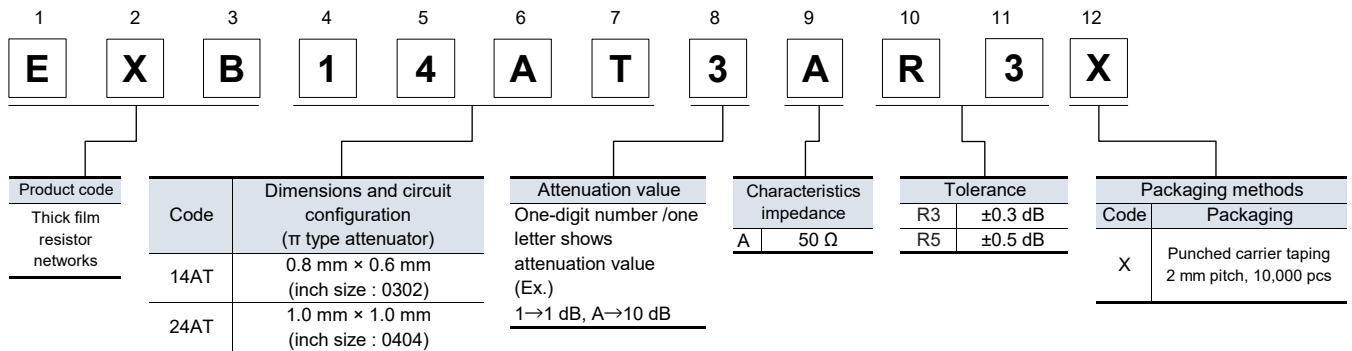 1 2 3 4 5 6 7 8 9 10 11 12
E X B 1 4 A T 3 A R 3 X
Product code
Thick film
resistor
networks
Code
Dimensions and circuit
configuration
(π type attenuator)
14AT
0.8 mm × 0.6 mm
(inch size : 0302)
24AT
1.0 mm × 1.0 mm
(inch size : 0404)
Attenuation value
One-digit number /one
letter shows
attenuation value
(Ex.)
1→1 dB, A→10 dB
Characteristics
impedance
A 50 Ω
Tolerance
R3 ±0.3 dB
R5 ±0.5 dB
Packaging methods
Code Packaging
X
Punched carrier taping
2 mm pitch, 10,000 pcs